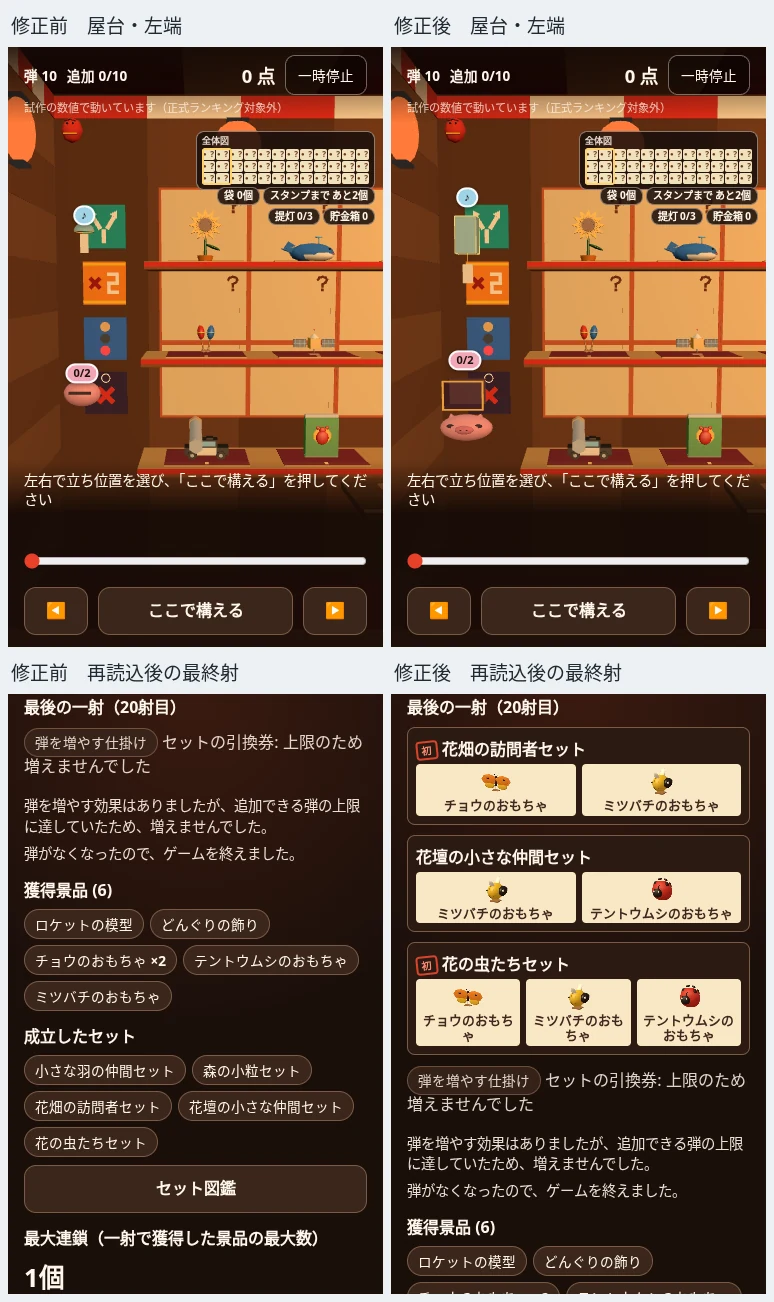 修正前　屋台・左端
弾 10 追加 0/10
0 点
一時停止
試作の数値で動いています（正式ランキング対象外）
全体図
袋 0個
スタンプまで あと2個
提灯 0/3
貯金箱 0
♪
×2
?
?
0/2
左右で立ち位置を選び、「ここで構える」を押してくだ
さい
◀
ここで構える
▶
修正後　屋台・左端
弾 10 追加 0/10
0 点
一時停止
試作の数値で動いています（正式ランキング対象外）
全体図
袋 0個
スタンプまで あと2個
提灯 0/3
貯金箱 0
♪
×2
?
?
0/2
左右で立ち位置を選び、「ここで構える」を押してくだ
さい
◀
ここで構える
▶
修正前　再読込後の最終射
最後の一射（20射目）
弾を増やす仕掛け セットの引換券: 上限のため
増えませんでした
弾を増やす効果はありましたが、追加できる弾の上限
に達していたため、増えませんでした。
弾がなくなったので、ゲームを終えました。
獲得景品 (6)
ロケットの模型
どんぐりの飾り
チョウのおもちゃ ×2
テントウムシのおもちゃ
ミツバチのおもちゃ
成立したセット
小さな羽の仲間セット
森の小粒セット
花畑の訪問者セット
花壇の小さな仲間セット
花の虫たちセット
セット図鑑
最大連鎖（一射で獲得した景品の最大数）
1個
修正後　再読込後の最終射
最後の一射（20射目）
初 花畑の訪問者セット
チョウのおもちゃ
ミツバチのおもちゃ
花壇の小さな仲間セット
ミツバチのおもちゃ
テントウムシのおもちゃ
初 花の虫たちセット
チョウのおもち
ゃ
ミツバチのおも
ちゃ
テントウムシの
おもちゃ
弾を増やす仕掛け セットの引換券: 上限のため
増えませんでした
弾を増やす効果はありましたが、追加できる弾の上限
に達していたため、増えませんでした。
弾がなくなったので、ゲームを終えました。
獲得景品 (6)
ロケットの模型
どんぐりの飾り